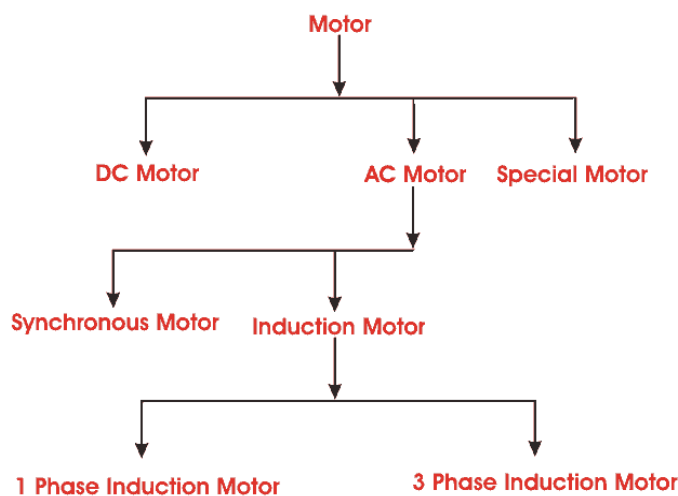 Motor
DC Motor
AC Motor
Special Motor
Synchronous Motor
Induction Motor
1 Phase Induction Motor
3 Phase Induction Motor